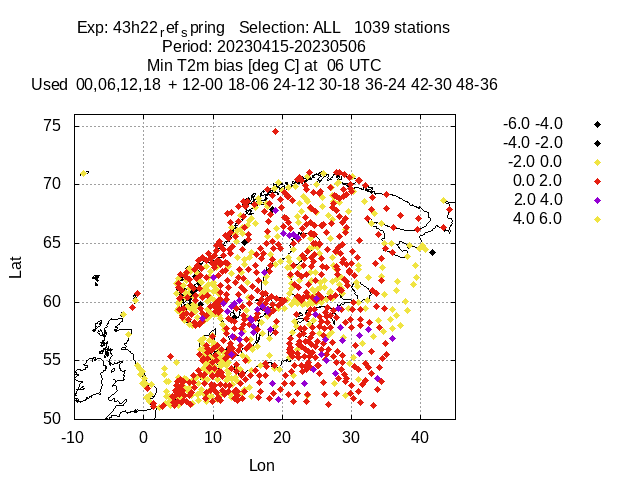 Exp: 43h22refspring   Selection: ALL   1039 stations
Period: 20230415-20230506
Min T2m bias [deg C] at  06 UTC
Used  00,06,12,18  + 12-00 18-06 24-12 30-18 36-24 42-30 48-36
-6.0 -4.0
-4.0 -2.0
-2.0 0.0
0.0 2.0
2.0 4.0
4.0 6.0
75
70
65
60
55
50
Lat
-10 0 10 20 30 40
Lon